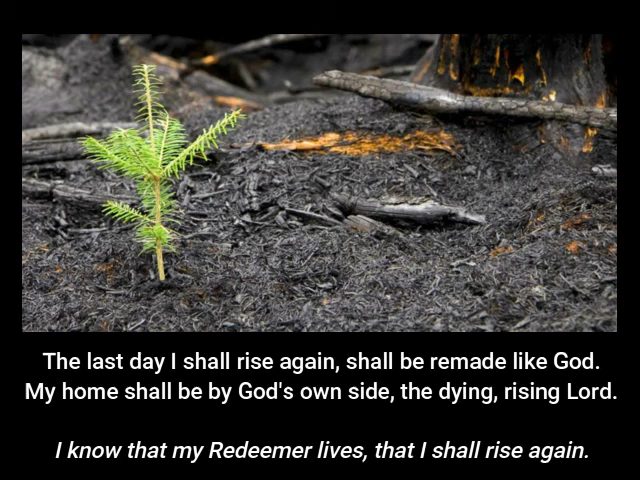 The last day I shall rise again, shall be remade like God.
My home shall be by God's own side, the dying, rising Lord.
I know that my Redeemer lives, that I shall rise again.